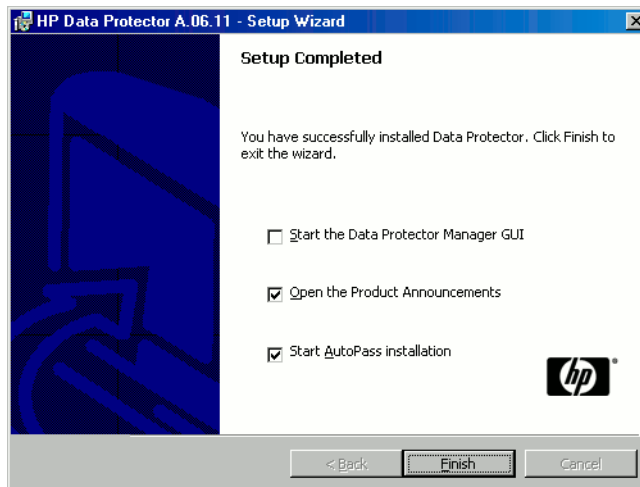 HP Data Protector A.06.11 - Setup Wizard
Setup Completed
You have successfully installed Data Protector. Click Finish to
exit the wizard.
Start the Data Protector Manager GUI
Open the Product Announcements
Start AutoPass installation
hp
< Back
Finish
Cancel